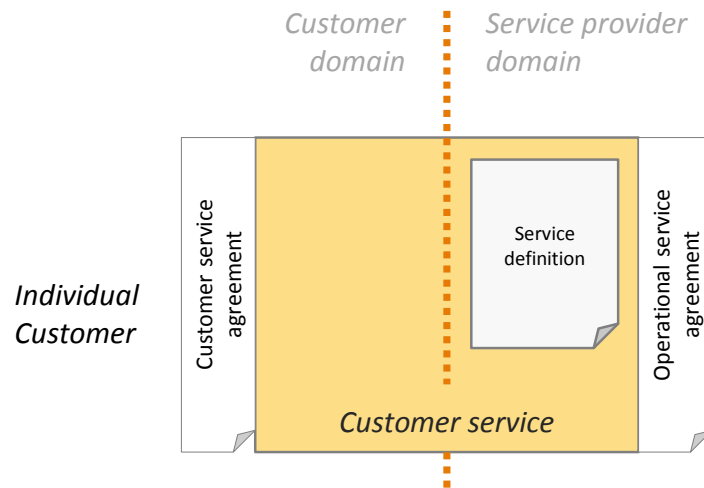 Customer
domain
Service provider
domain
Individual
Customer
Customer service
agreement
Service
definition
Operational service
agreement
Customer service